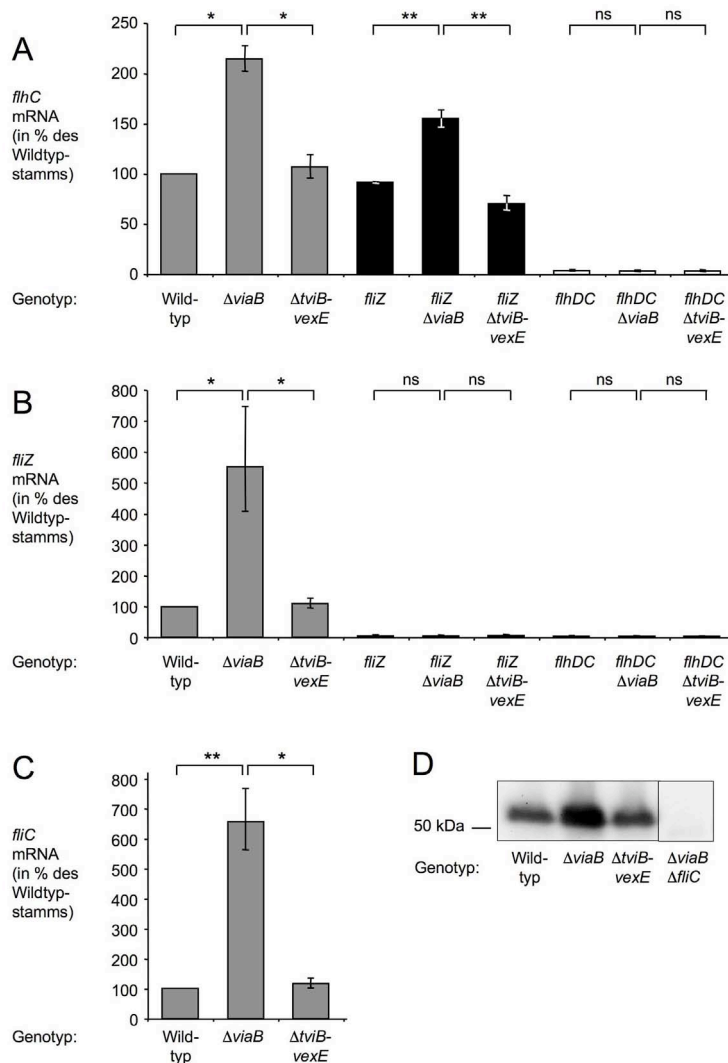 A
flhC
mRNA
(in % des
Wildtyp-
stamms)
* * ** ** ns ns
250
200
150
100
50
0
Genotyp: Wild- ΔviaB ΔtviB- fliZ fliZ fliZ flhDC flhDC flhDC
typ vexE ΔviaB ΔtviB- ΔviaB ΔtviB-
vexE vexE
B
fliZ
mRNA
(in % des
Wildtyp-
stamms)
* * ns ns ns ns
800
700
600
500
400
300
200
100
0
Genotyp: Wild- ΔviaB ΔtviB- fliZ fliZ fliZ flhDC flhDC flhDC
typ vexE ΔviaB ΔtviB- ΔviaB ΔtviB-
vexE vexE
C
fliC
mRNA
(in % des
Wildtyp-
stamms)
** *
800
700
600
500
400
300
200
100
0
Genotyp: Wild- ΔviaB ΔtviB-
typ vexE
D
50 kDa
Genotyp: Wild- ΔviaB ΔtviB- ΔviaB
typ vexE ΔfliC